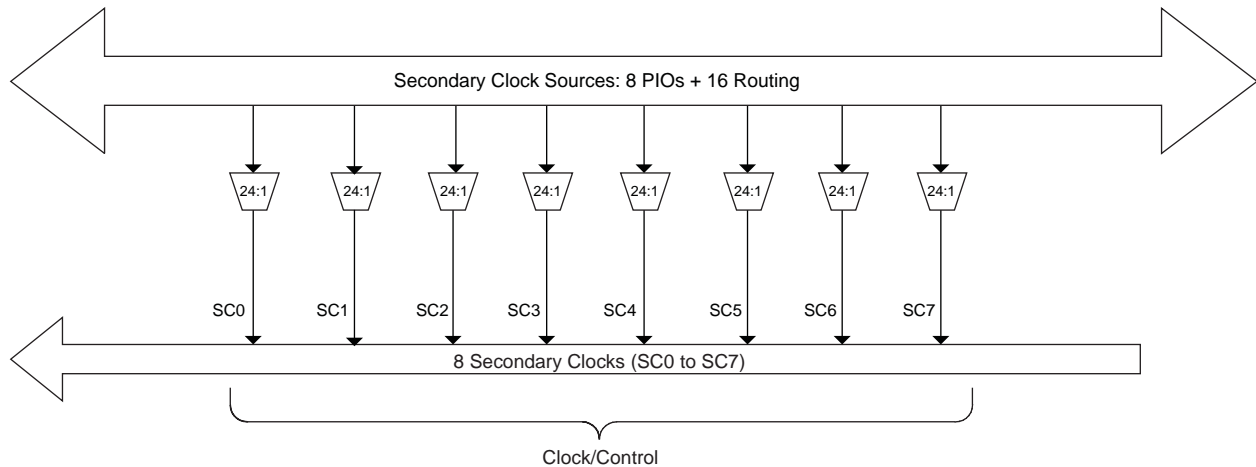 Secondary Clock Sources: 8 PIOs + 16 Routing
24:1 24:1 24:1 24:1 24:1 24:1 24:1 24:1
SC0 SC1 SC2 SC3 SC4 SC5 SC6 SC7
8 Secondary Clocks (SC0 to SC7)
Clock/Control